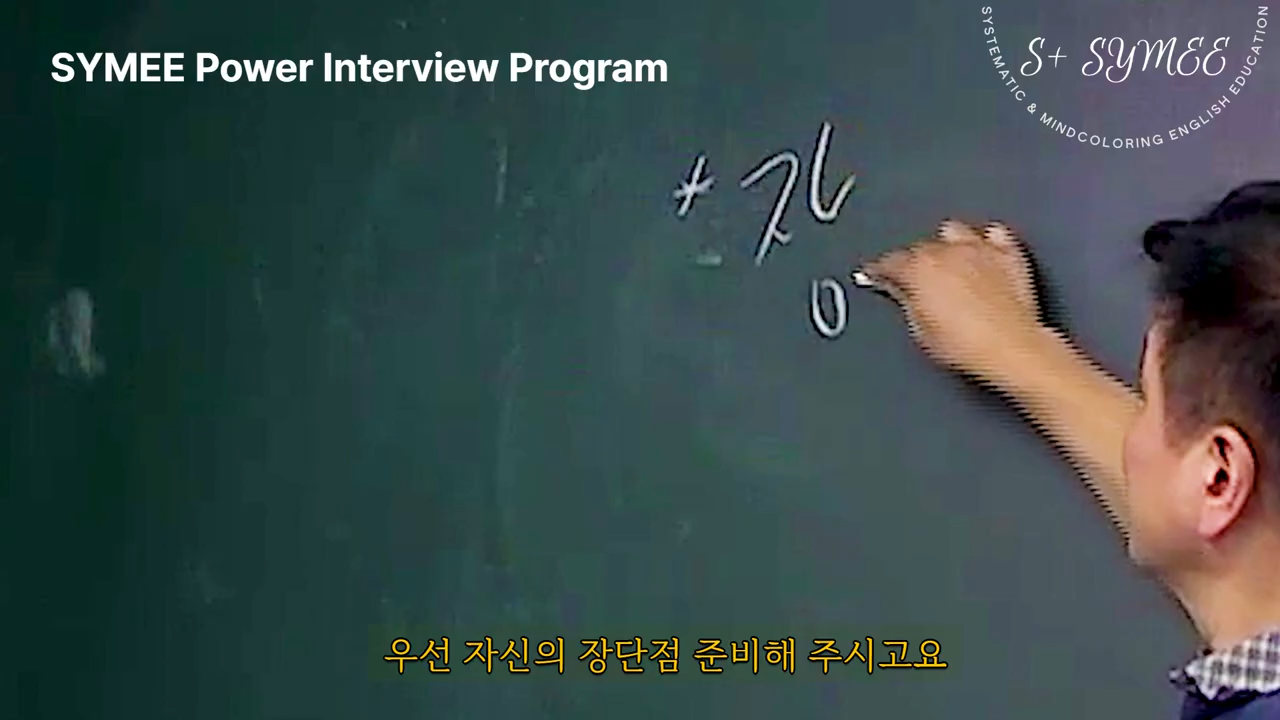 SYMEE Power Interview Program
S+ SYMEE
SYSTEMATIC & MINDCOLORING ENGLISH EDUCATION
* 장
우선 자신의 장단점 준비해 주시고요